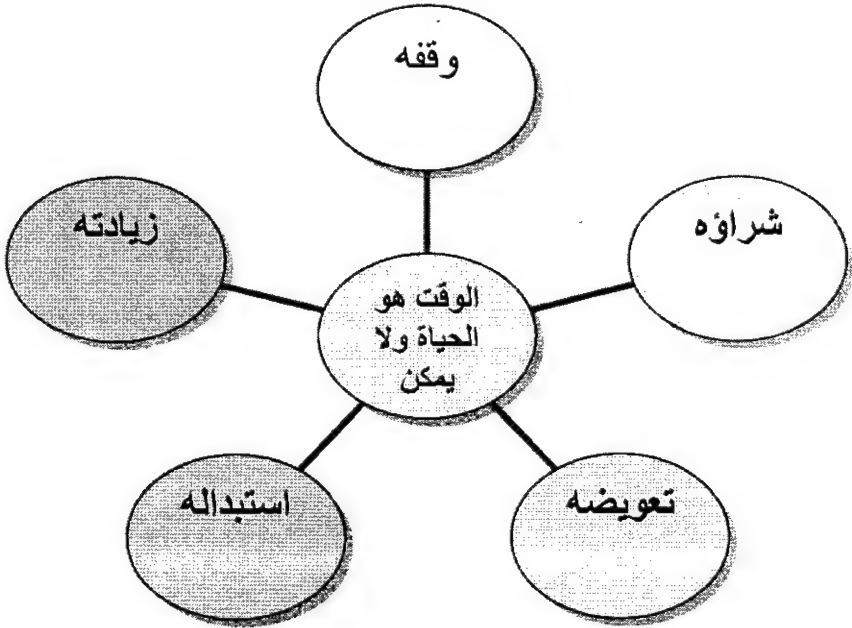 وقفه
شراؤه
زيادته
الوقت هو
الحياة ولا
يمكن
تعويضه
استبداله